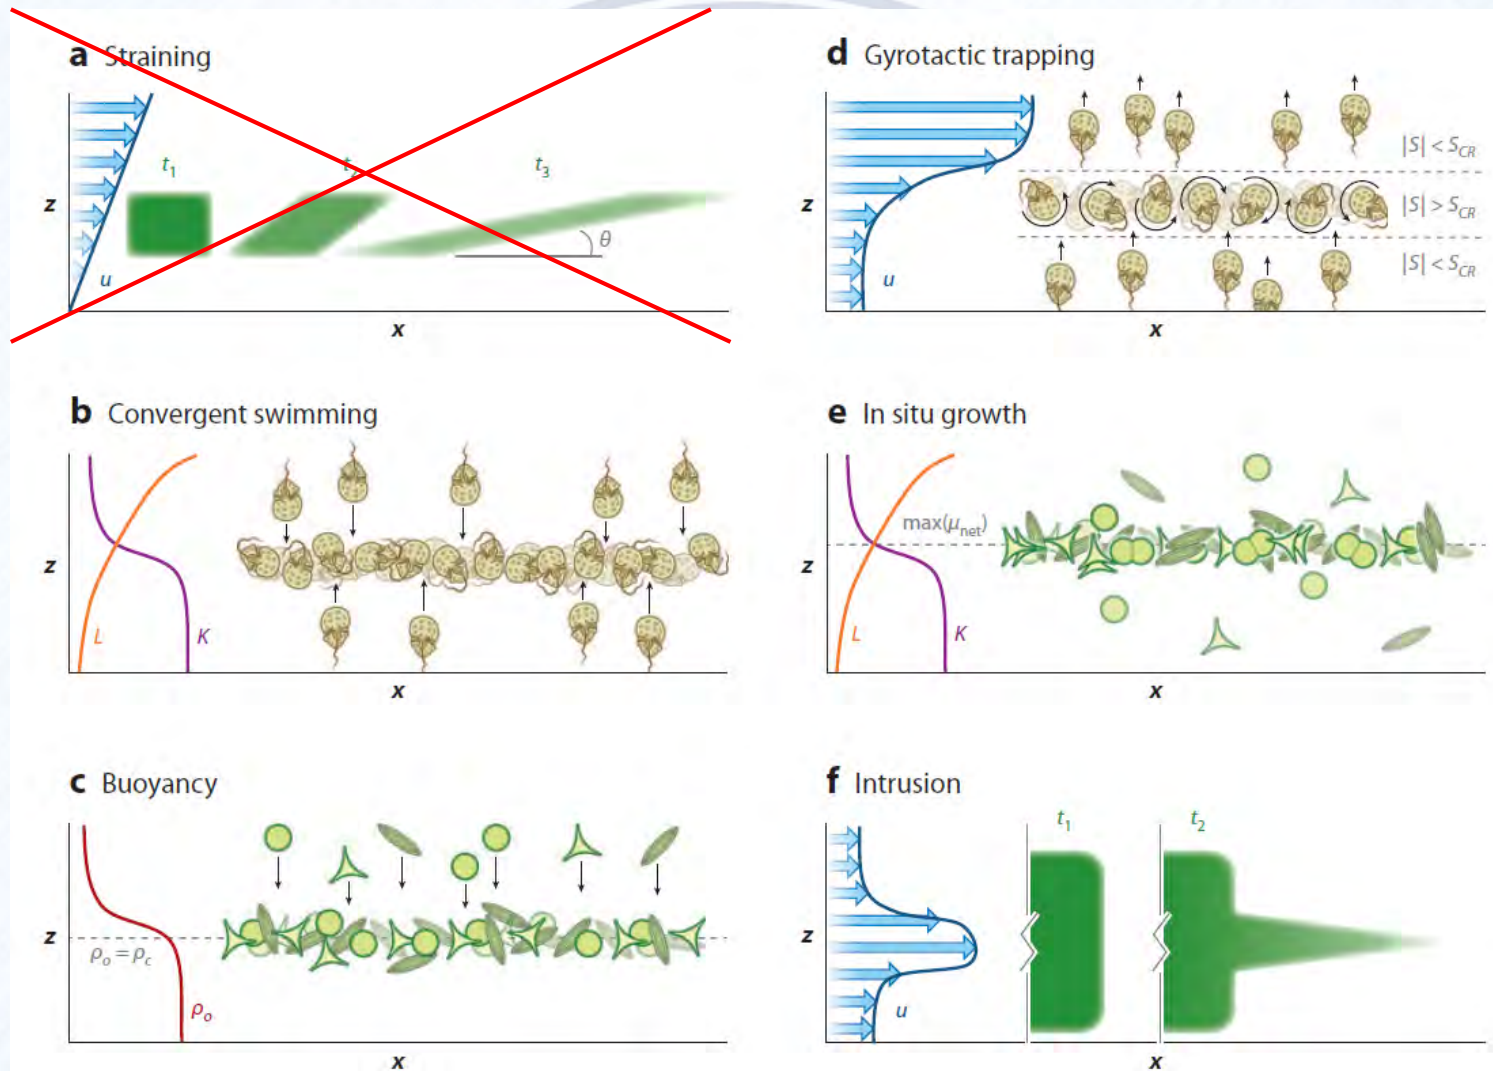 a Straining
t1 t2 t3
z
θ
u
x
b Convergent swimming
z
L
K
x
c Buoyancy
z
ρo = ρc
ρo
x
d Gyrotactic trapping
|S| < SCR
z
|S| > SCR
|S| < SCR
u
x
e In situ growth
max(μnet)
z
L
K
x
f Intrusion
t1 t2
z
u
x